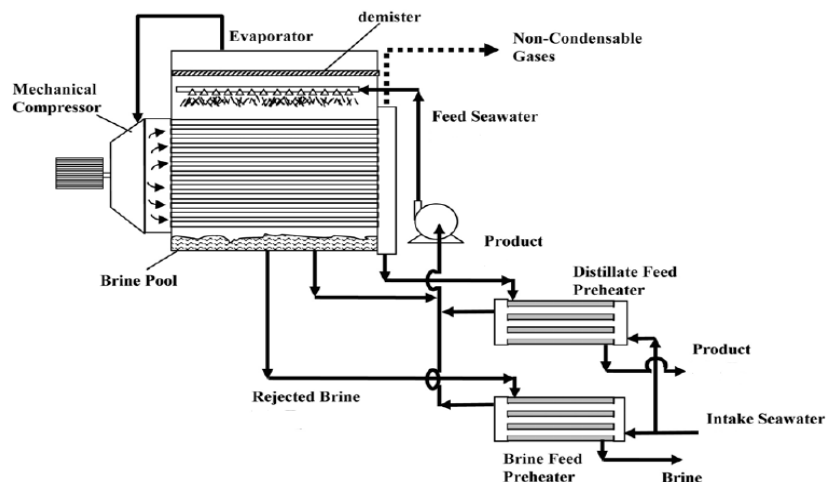 demister
Evaporator
Non-Condensable
Gases
Mechanical
Compressor
Feed Seawater
Product
Brine Pool
Distillate Feed
Preheater
Product
Rejected Brine
Intake Seawater
Brine Feed
Preheater
Brine